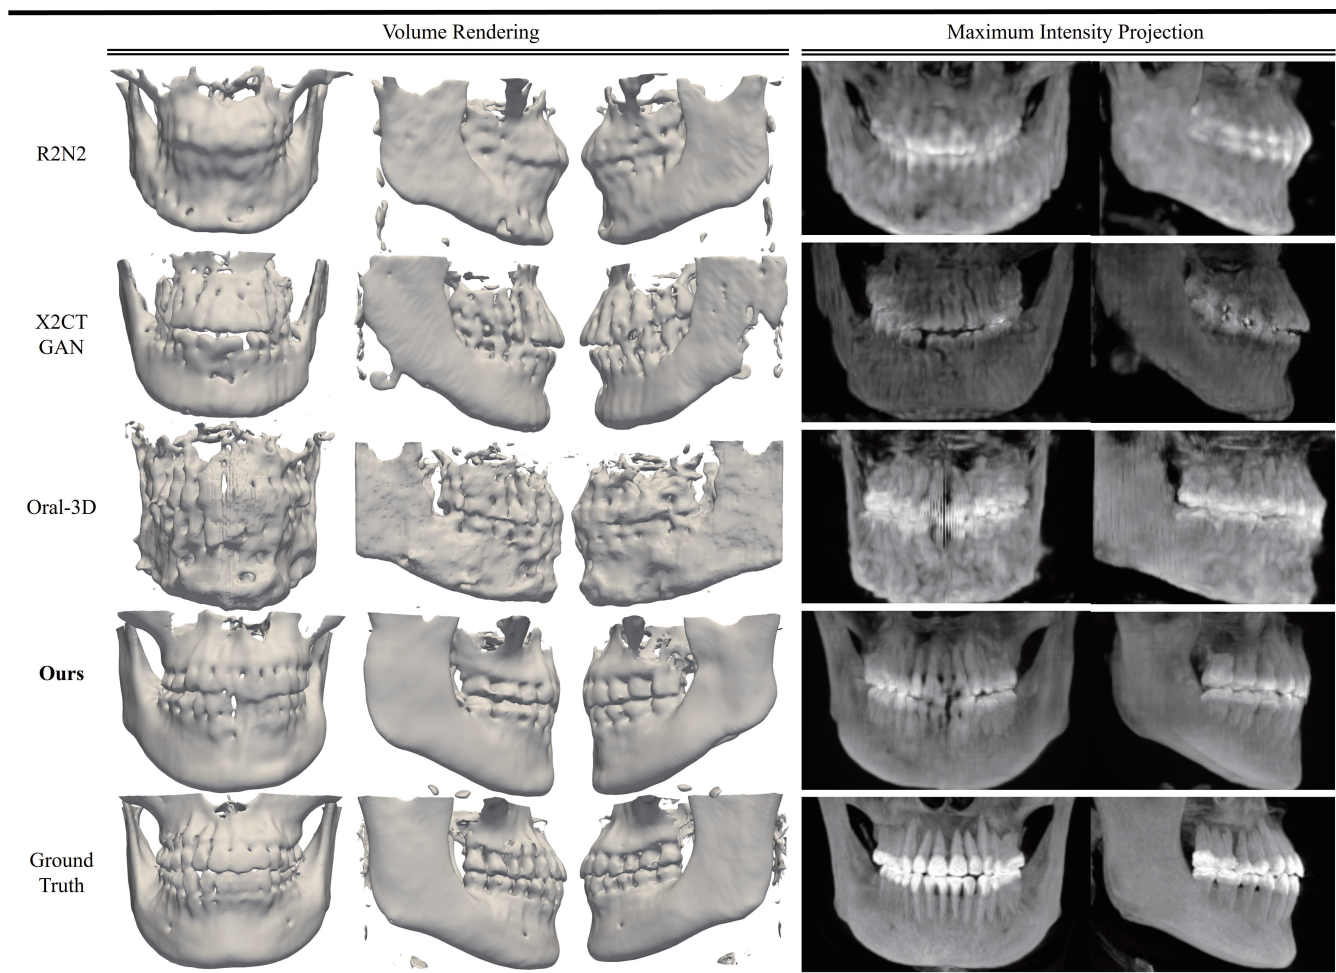 Volume Rendering
Maximum Intensity Projection
R2N2
X2CT
GAN
Oral-3D
Ours
Ground
Truth